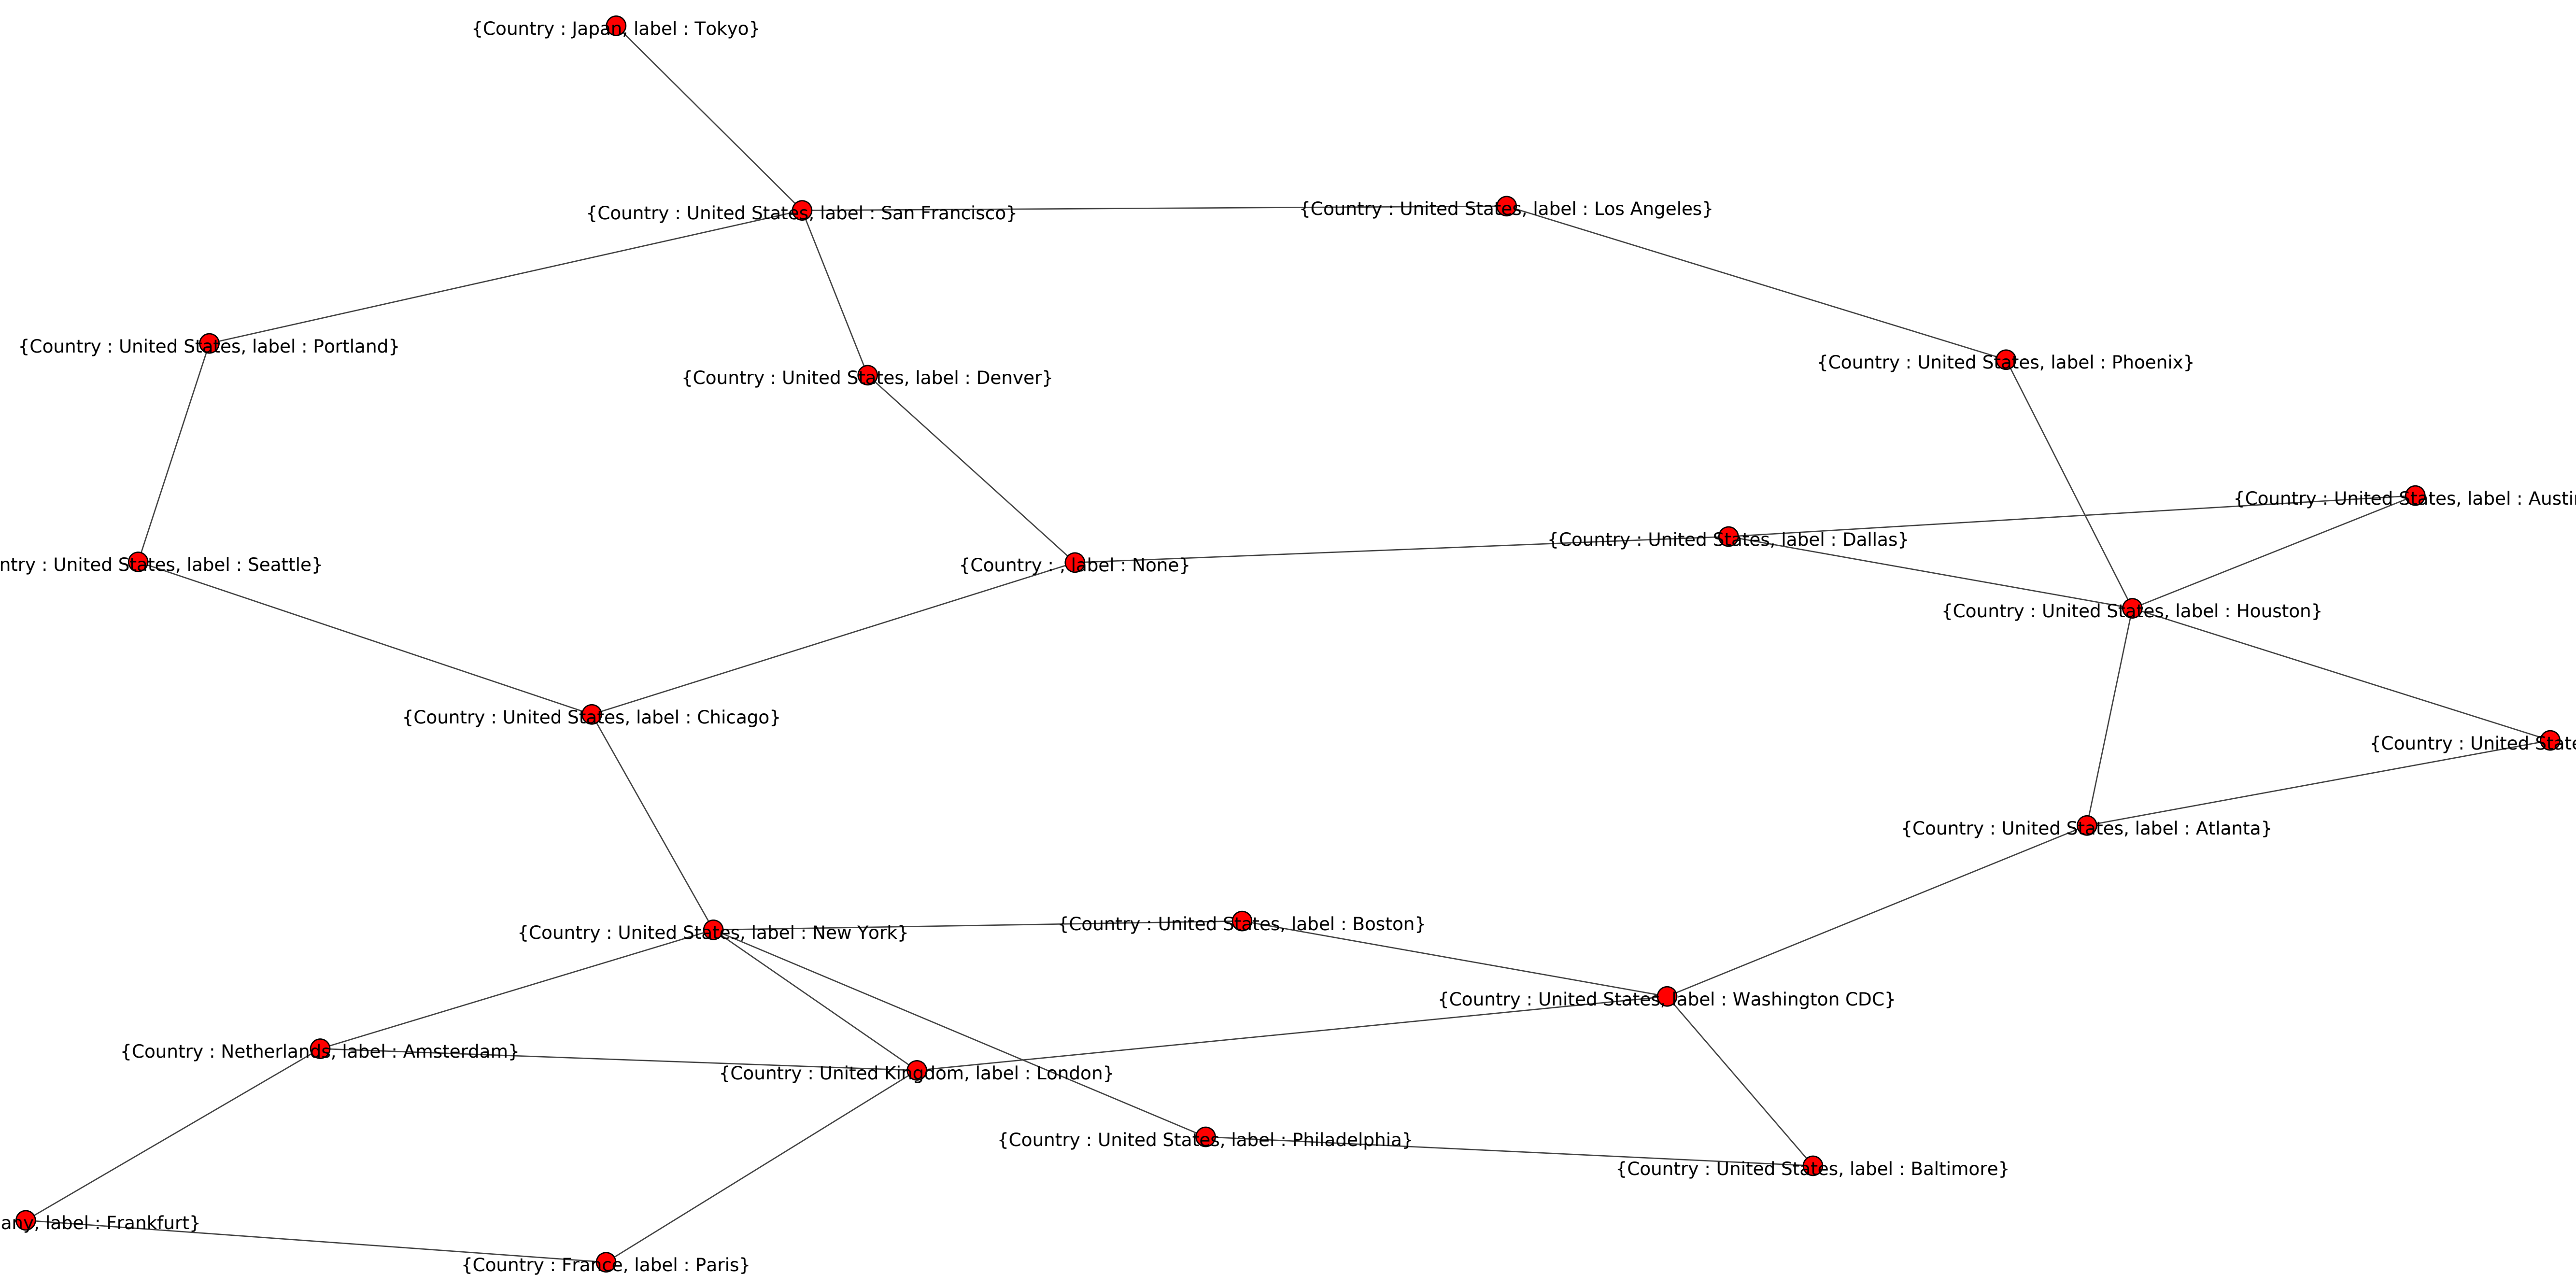 {Country : Japan, label : Tokyo}
{Country : United States, label : San Francisco}
{Country : United States, label : Los Angeles}
{Country : United States, label : Portland}
{Country : United States, label : Phoenix}
{Country : United States, label : Denver}
{Country : United States, label : Austin
{Country : United States, label : Dallas}
ntry : United States, label : Seattle}
{Country : , label : None}
{Country : United States, label : Houston}
{Country : United States, label : Chicago}
{Country : United State
{Country : United States, label : Atlanta}
{Country : United States, label : Boston}
{Country : United States, label : New York}
{Country : United States, label : Washington CDC}
{Country : Netherlands, label : Amsterdam}
{Country : United Kingdom, label : London}
{Country : United States, label : Philadelphia}
{Country : United States, label : Baltimore}
any, label : Frankfurt}
{Country : France, label : Paris}